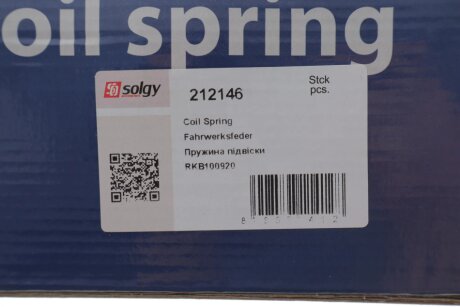 oil spring
solgy
212146
Stck
pcs.
Coil Spring
Fahrwerksfeder
Пружина підвіски
RKB100920